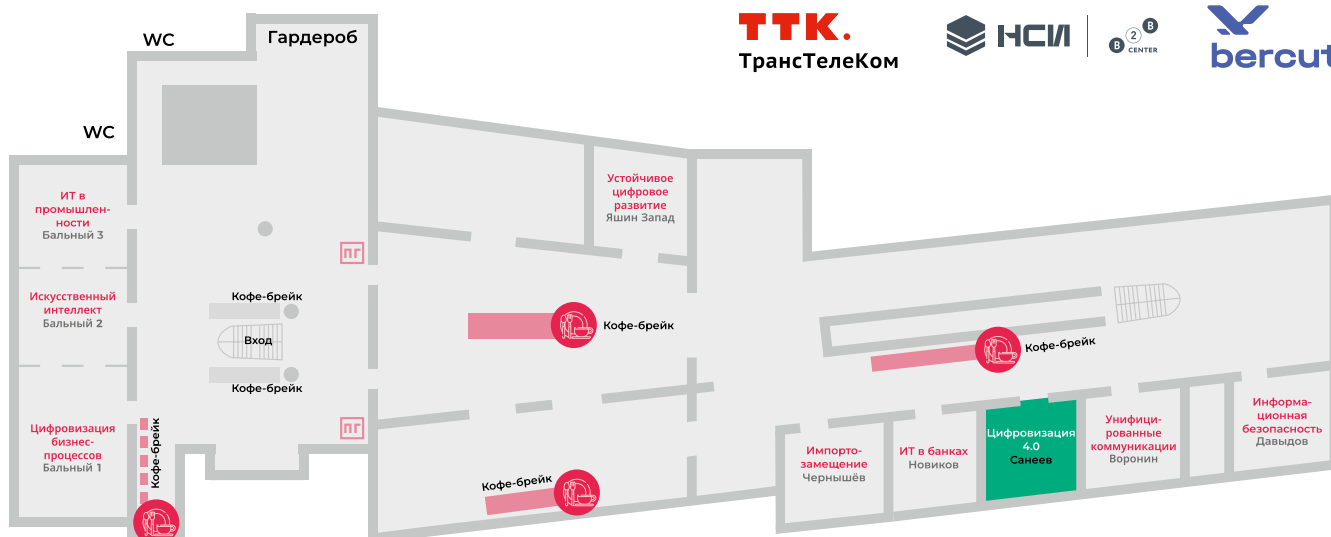 WC
Гардероб
ТТК.
ТрансТелеКом
НСИ
B
2
B
CENTER
bercut
WC
ИТ в
промышлен-
ности
Бальный 3
Искусственный
интеллект
Бальный 2
Цифровизация
бизнес-
процессов
Бальный 1
Кофе-брейк
Кофе-брейк
Вход
Кофе-брейк
ПГ
ПГ
Устойчивое
цифровое
развитие
Яшин Запад
Кофе-брейк
Кофе-брейк
Кофе-брейк
Импорто-
замещение
Чернышёв
ИТ в банках
Новиков
Цифровизация
4.0
Санеев
Унифици-
рованные
коммуникации
Воронин
Информа-
ционная
безопасность
Давыдов